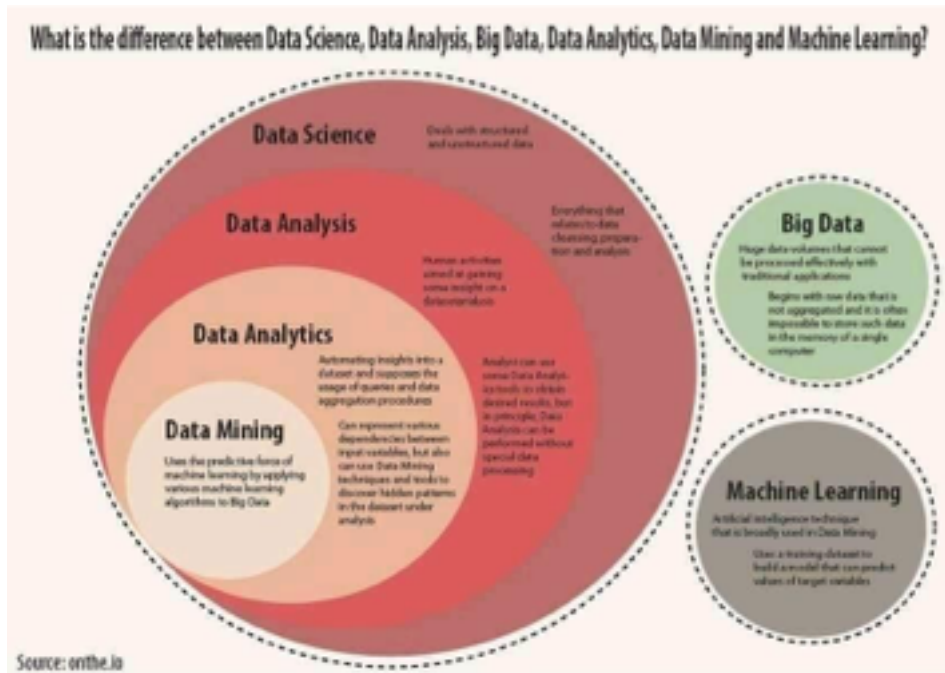 What is the difference between Data Science, Data Analysis, Big Data, Data Analytics, Data Mining and Machine Learning?
Data Science
Deals with structured
and unstructured data
Everything that
relates to data
cleansing, prepara-
tion and analysis
Data Analysis
Human activities
aimed at gaining
some insight on a
dataset
Analyst can use
some Data Analyt-
ics tools to obtain
desired results, but
in principle, Data
Analysis can be
performed without
special data
processing
Data Analytics
Automating insights into a
dataset and supposes the
usage of queries and data
aggregation procedures
Can represent various
dependencies between
input variables, but also
can use Data Mining
techniques and tools to
discover hidden patterns
in the dataset under
analysis
Data Mining
Uses the predictive force of
machine learning by applying
various machine learning
algorithms to Big Data
Big Data
Huge data volumes that cannot
be processed effectively with
traditional applications
Begins with raw data that is
not aggregated and it is often
impossible to store such data
in the memory of a single
computer
Machine Learning
Artificial intelligence technique
that is broadly used in Data Mining
Uses a training dataset to
build a model that can predict
values of target variables
Source: onthe.io